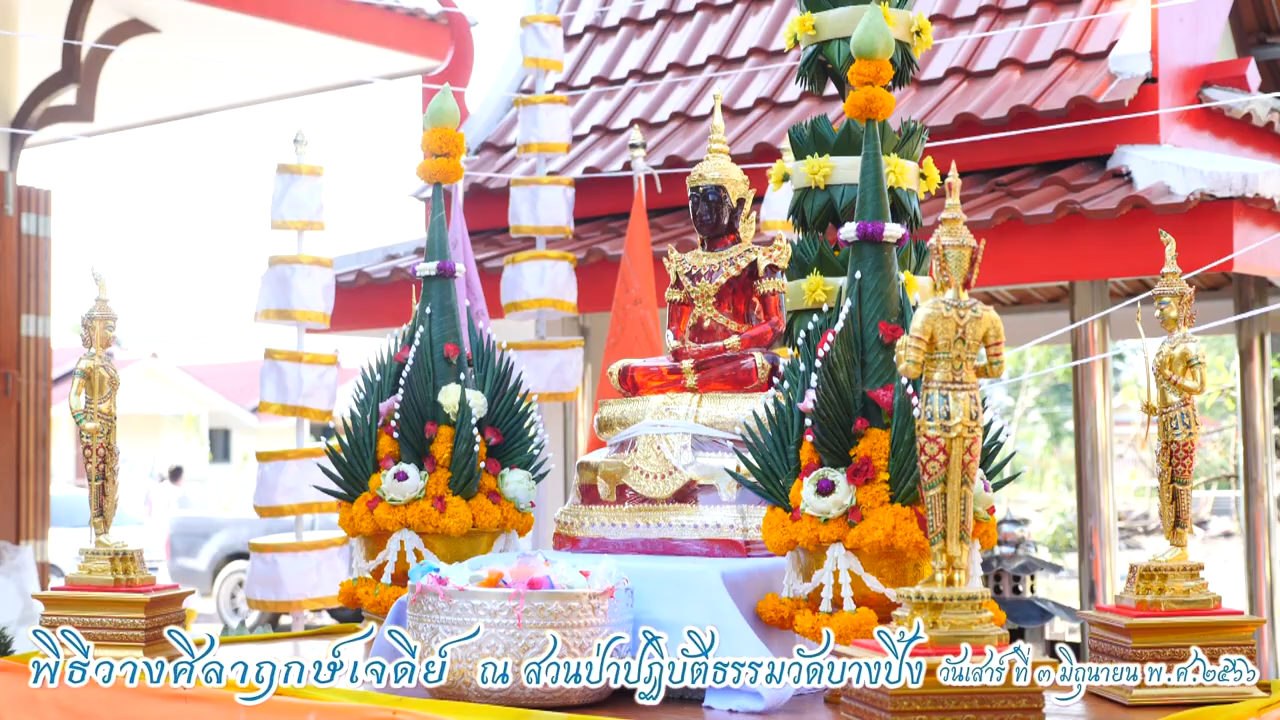 พิธีวางศิลาฤกษ์เจดีย์ ณ สวนป่าปฏิบัติธรรมวัดบางปิ้ง วันเสาร์ ที่ ๓ มิถุนายน พ.ศ.๒๕๖๖